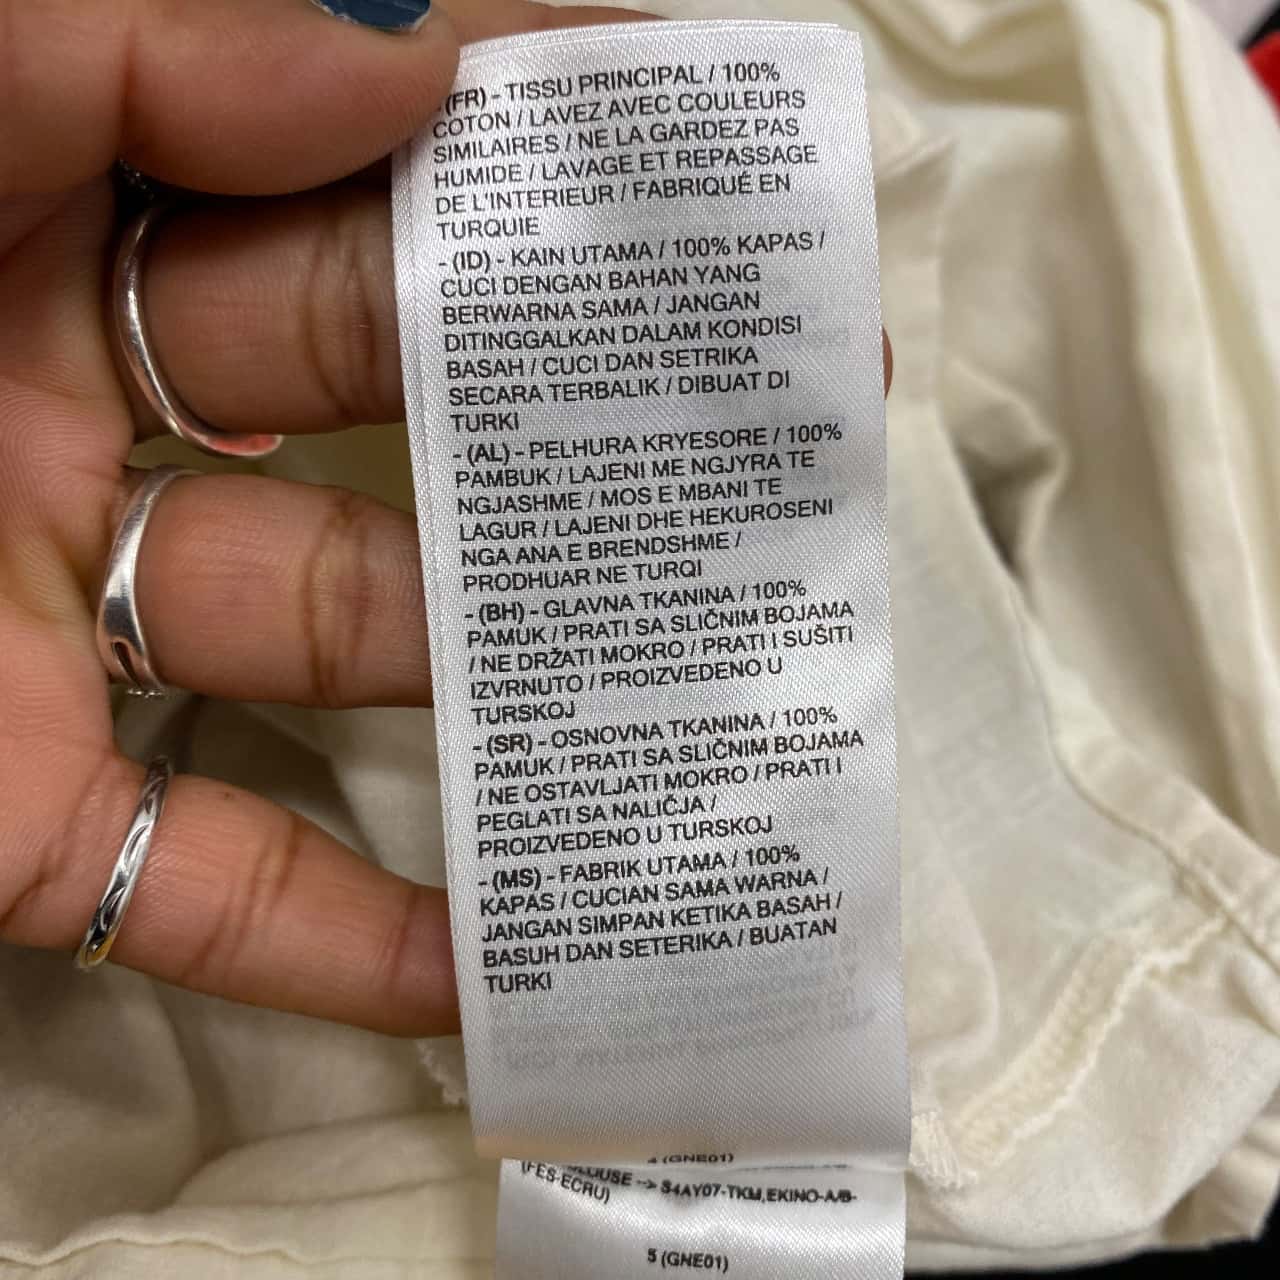 - (FR) - TISSU PRINCIPAL / 100%
COTON / LAVEZ AVEC COULEURS
SIMILAIRES / NE LA GARDEZ PAS
HUMIDE / LAVAGE ET REPASSAGE
DE L'INTERIEUR / FABRIQUÉ EN
TURQUIE
- (ID) - KAIN UTAMA / 100% KAPAS /
CUCI DENGAN BAHAN YANG
BERWARNA SAMA / JANGAN
DITINGGALKAN DALAM KONDISI
BASAH / CUCI DAN SETRIKA
SECARA TERBALIK / DIBUAT DI
TURKI
- (AL) - PELHURA KRYESORE / 100%
PAMBUK / LAJENI ME NGJYRA TE
NGJASHME / MOS E MBANI TE
LAGUR / LAJENI DHE HEKUROSENI
NGA ANA E BRENDSHME /
PRODHUAR NE TURQI
- (BH) - GLAVNA TKANINA / 100%
PAMUK / PRATI SA SLIČNIM BOJAMA
/ NE DRŽATI MOKRO / PRATI I SUŠITI
IZVRNUTO / PROIZVEDENO U
TURSKOJ
- (SR) - OSNOVNA TKANINA / 100%
PAMUK / PRATI SA SLIČNIM BOJAMA
/ NE OSTAVLJATI MOKRO / PRATI I
PEGLATI SA NALIČJA /
PROIZVEDENO U TURSKOJ
- (MS) - FABRIK UTAMA / 100%
KAPAS / CUCIAN SAMA WARNA /
JANGAN SIMPAN KETIKA BASAH /
BASUH DAN SETERIKA / BUATAN
TURKI
4 (GNE01)
--> S4AY07-TKM,EKINO-A/B-
(FES-ECRU)
5 (GNE01)